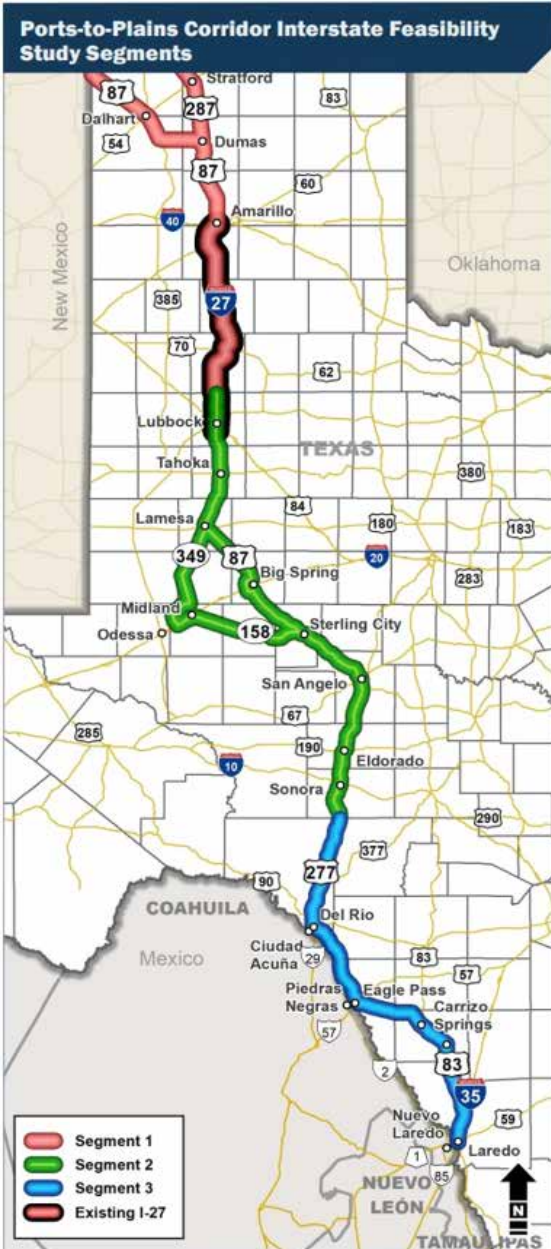 Ports-to-Plains Corridor Interstate Feasibility
Study Segments
Stratford
87
287
83
Dalhart
54
Dumas
87
60
Amarillo
40
New Mexico
Oklahoma
385
27
70
62
Lubbock
TEXAS
Tahoka
380
84
Lamesa
180
183
349
87
20
Big Spring
283
Midland
158
Sterling City
Odessa
San Angelo
67
285
190
Eldorado
10
Sonora
290
377
90
277
COAHUILA
Del Rio
Ciudad
Acuña
29
Mexico
83
57
Piedras
Negras
Eagle Pass
Carrizo
Springs
57
83
2
35
Nuevo
Laredo
59
Laredo
1
85
NUEVO
LEÓN
TAMAULIPAS
N
Segment 1
Segment 2
Segment 3
Existing I-27